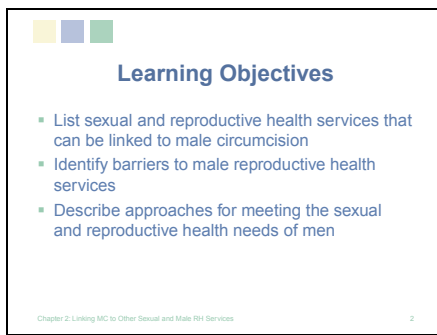 Learning Objectives
▪ List sexual and reproductive health services that
can be linked to male circumcision
▪ Identify barriers to male reproductive health
services
▪ Describe approaches for meeting the sexual
and reproductive health needs of men
Chapter 2: Linking MC to Other Sexual and Male RH Services 2